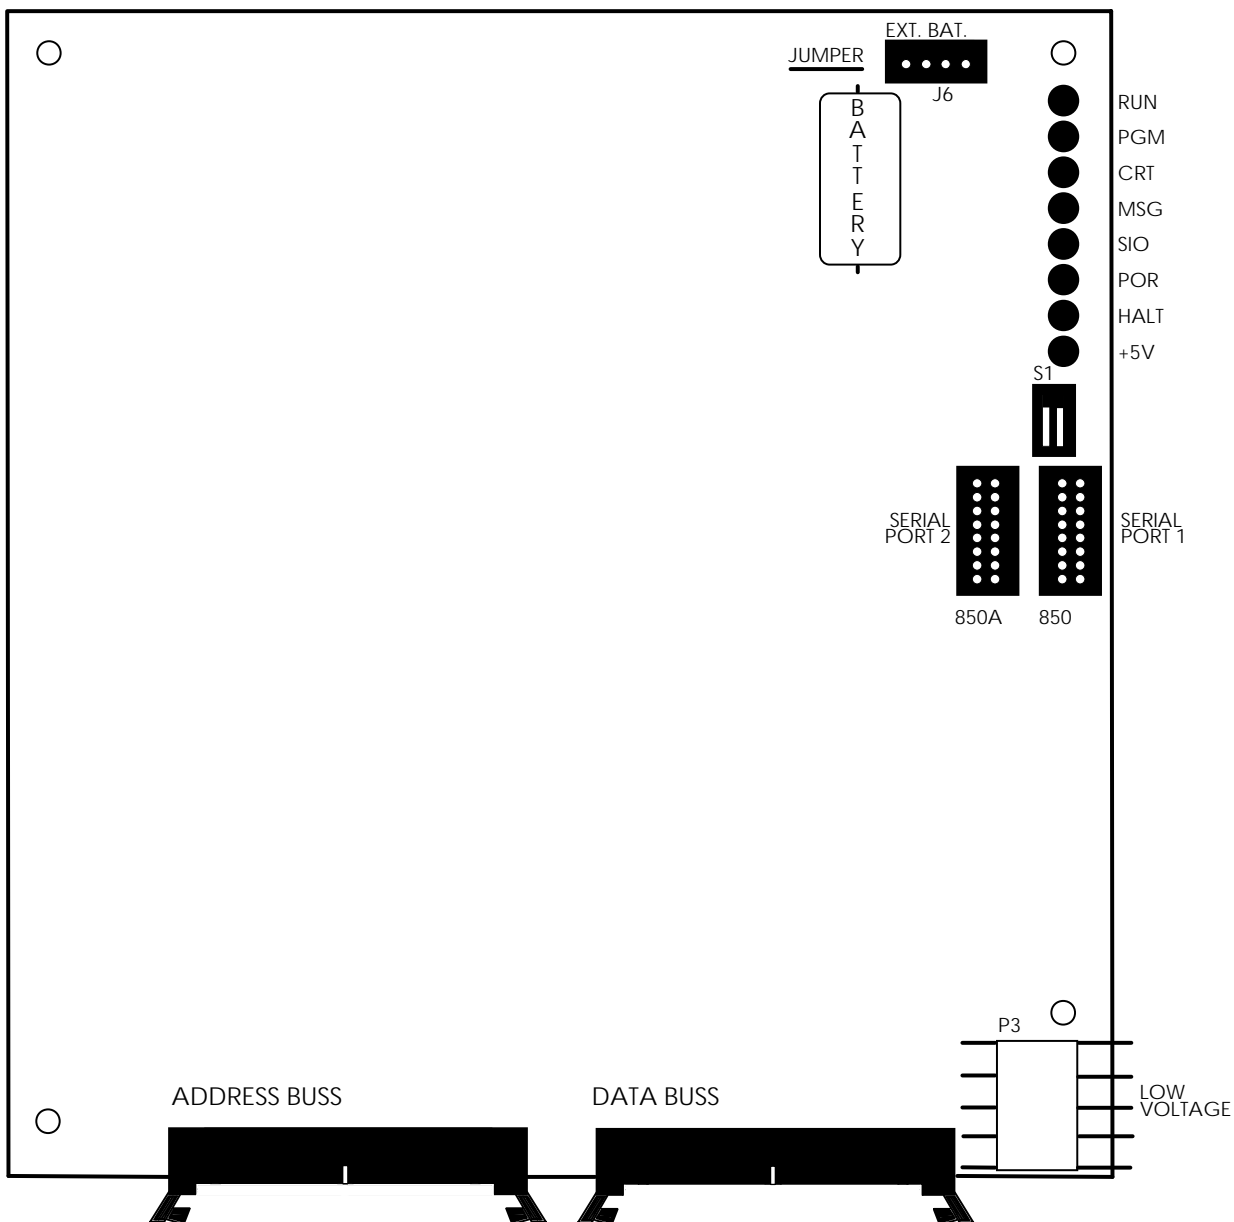 EXT. BAT.
JUMPER
J6
BATTERY
RUN
PGM
CRT
MSG
SIO
POR
HALT
+5V
S1
SERIAL
PORT 2
SERIAL
PORT 1
850A
850
P3
LOW
VOLTAGE
ADDRESS BUSS
DATA BUSS